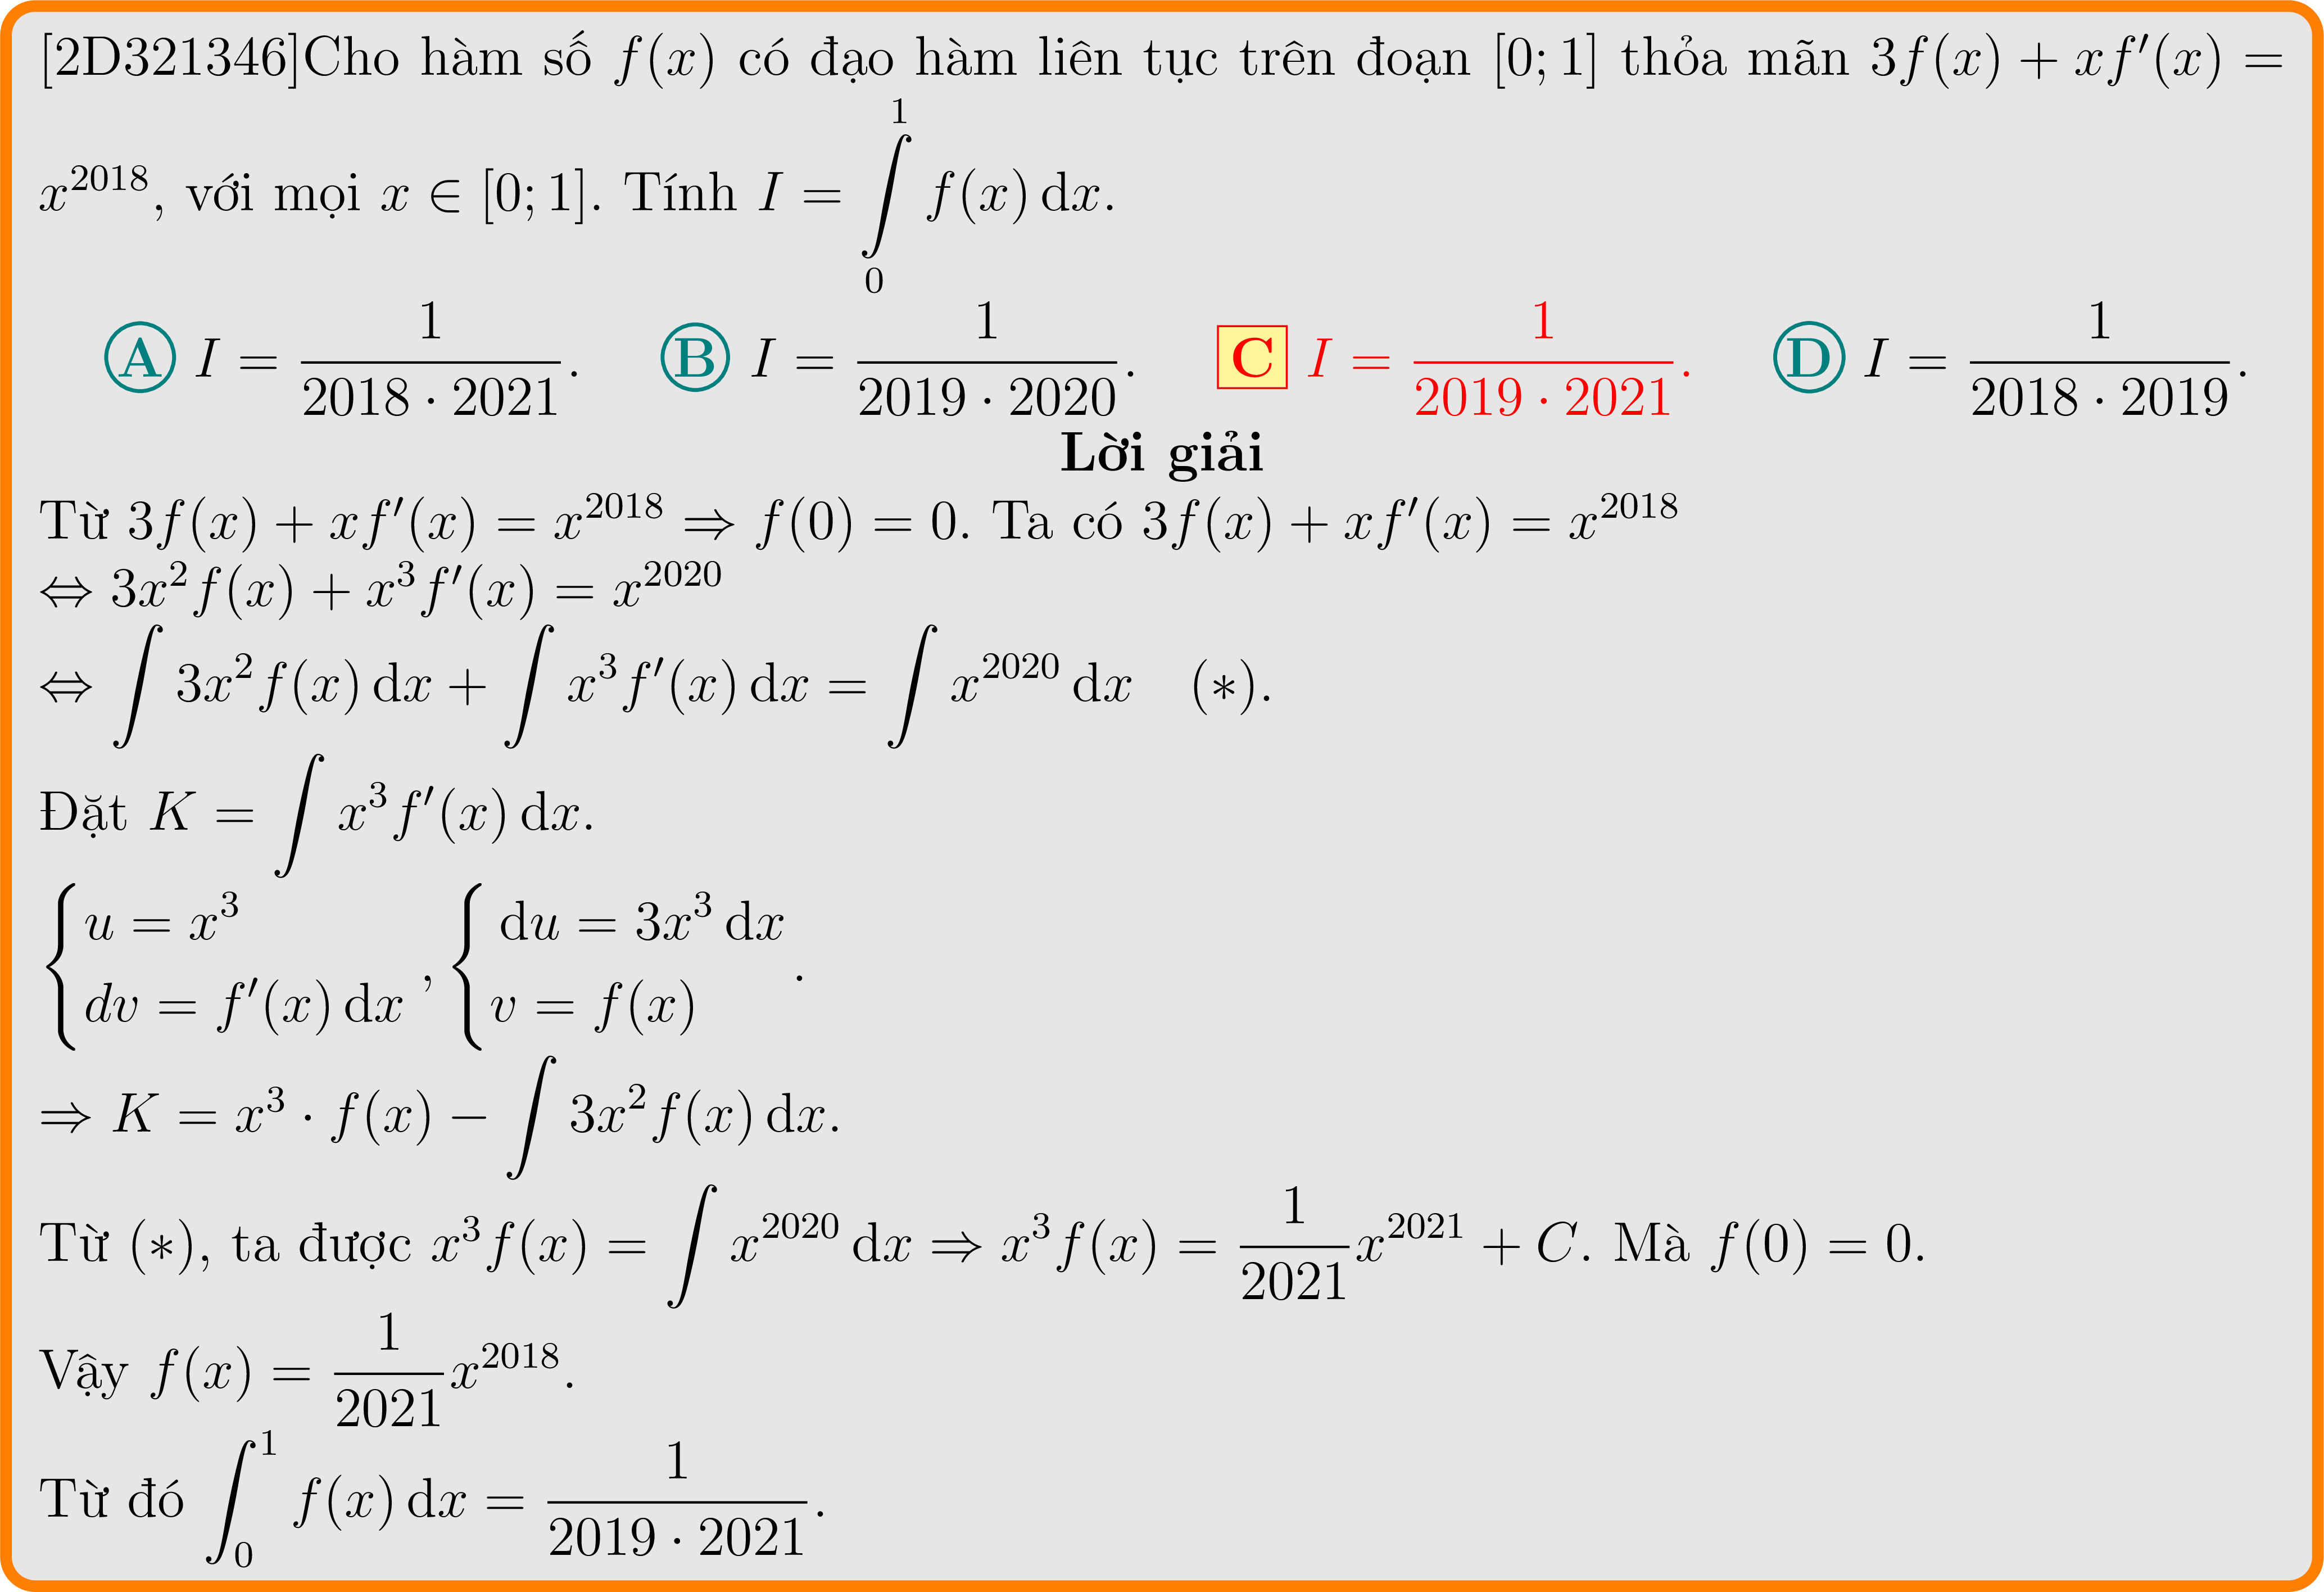 [2D321346]Cho hàm số $f(x)$ có đạo hàm liên tục trên đoạn $[0;1]$ thỏa mãn $3f(x) + xf'(x) =$
$x^{2018}$, với mọi $x \in [0;1]$. Tính $I = \int\limits_0^1 f(x)\,\mathrm{d}x$.
A $I = \frac{1}{2018 \cdot 2021}$. B $I = \frac{1}{2019 \cdot 2020}$. C $I = \frac{1}{2019 \cdot 2021}$. D $I = \frac{1}{2018 \cdot 2019}$.
Lời giải
Từ $3f(x) + xf'(x) = x^{2018} \Rightarrow f(0) = 0$. Ta có $3f(x) + xf'(x) = x^{2018}$
$\Leftrightarrow 3x^2f(x) + x^3f'(x) = x^{2020}$
$\Leftrightarrow \int 3x^2f(x)\,\mathrm{d}x + \int x^3f'(x)\,\mathrm{d}x = \int x^{2020}\,\mathrm{d}x \quad (*)$.
Đặt $K = \int x^3f'(x)\,\mathrm{d}x$.
$\begin{cases} u = x^3 \\ dv = f'(x)\,\mathrm{d}x \end{cases}, \begin{cases} \mathrm{d}u = 3x^3\,\mathrm{d}x \\ v = f(x) \end{cases}$.
$\Rightarrow K = x^3 \cdot f(x) - \int 3x^2f(x)\,\mathrm{d}x$.
Từ $(*)$, ta được $x^3f(x) = \int x^{2020}\,\mathrm{d}x \Rightarrow x^3f(x) = \frac{1}{2021}x^{2021} + C$. Mà $f(0) = 0$.
Vậy $f(x) = \frac{1}{2021}x^{2018}$.
Từ đó $\int_0^1 f(x)\,\mathrm{d}x = \frac{1}{2019 \cdot 2021}$.